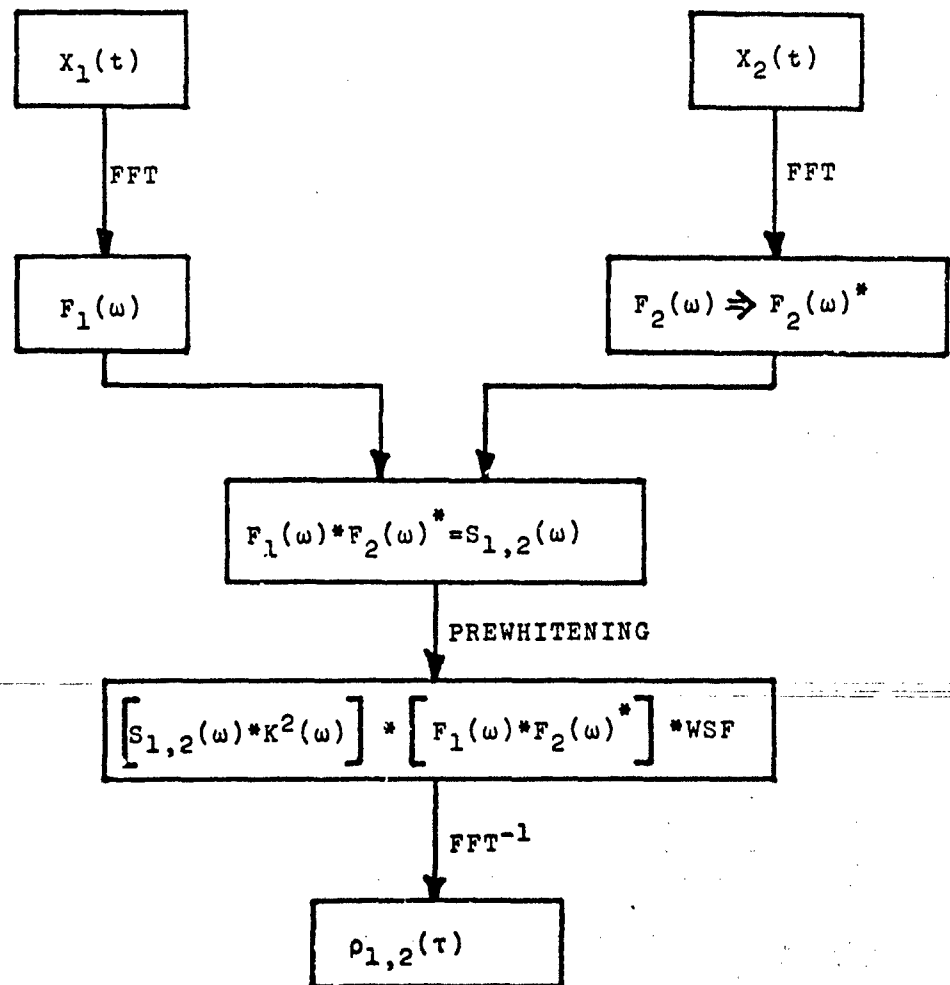 X₁(t)
X₂(t)
FFT
FFT
F₁(ω)
F₂(ω) ⇒ F₂(ω)*
F₁(ω)*F₂(ω)*=S₁,₂(ω)
PREWHITENING
[S₁,₂(ω)*K²(ω)] * [F₁(ω)*F₂(ω)*] *WSF
FFT⁻¹
ρ₁,₂(τ)